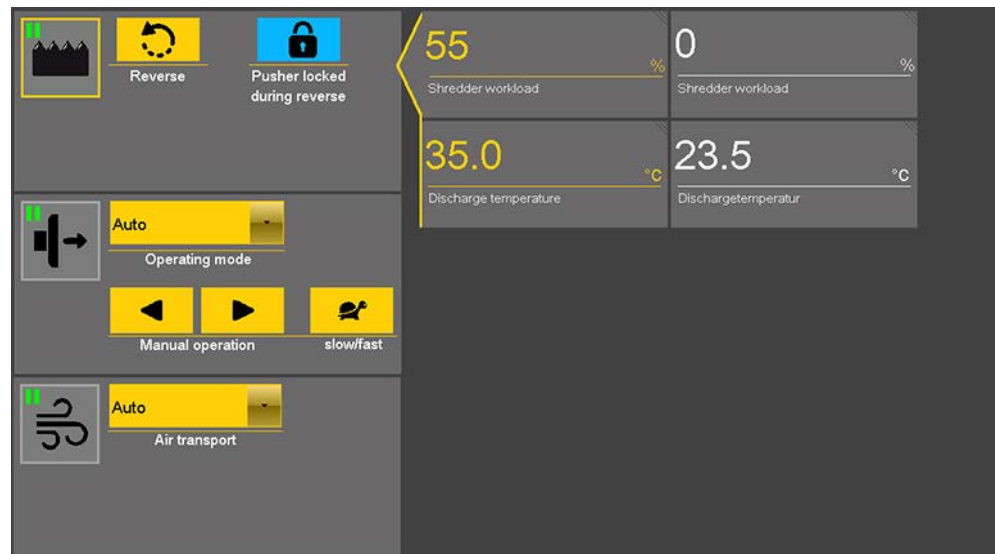 Reverse
Pusher locked
during reverse
Auto
Operating mode
Manual operation
slow/fast
Auto
Air transport
55
%
Shredder workload
0
%
Shredder workload
35.0
°C
Discharge temperature
23.5
°C
Dischargetemperatur